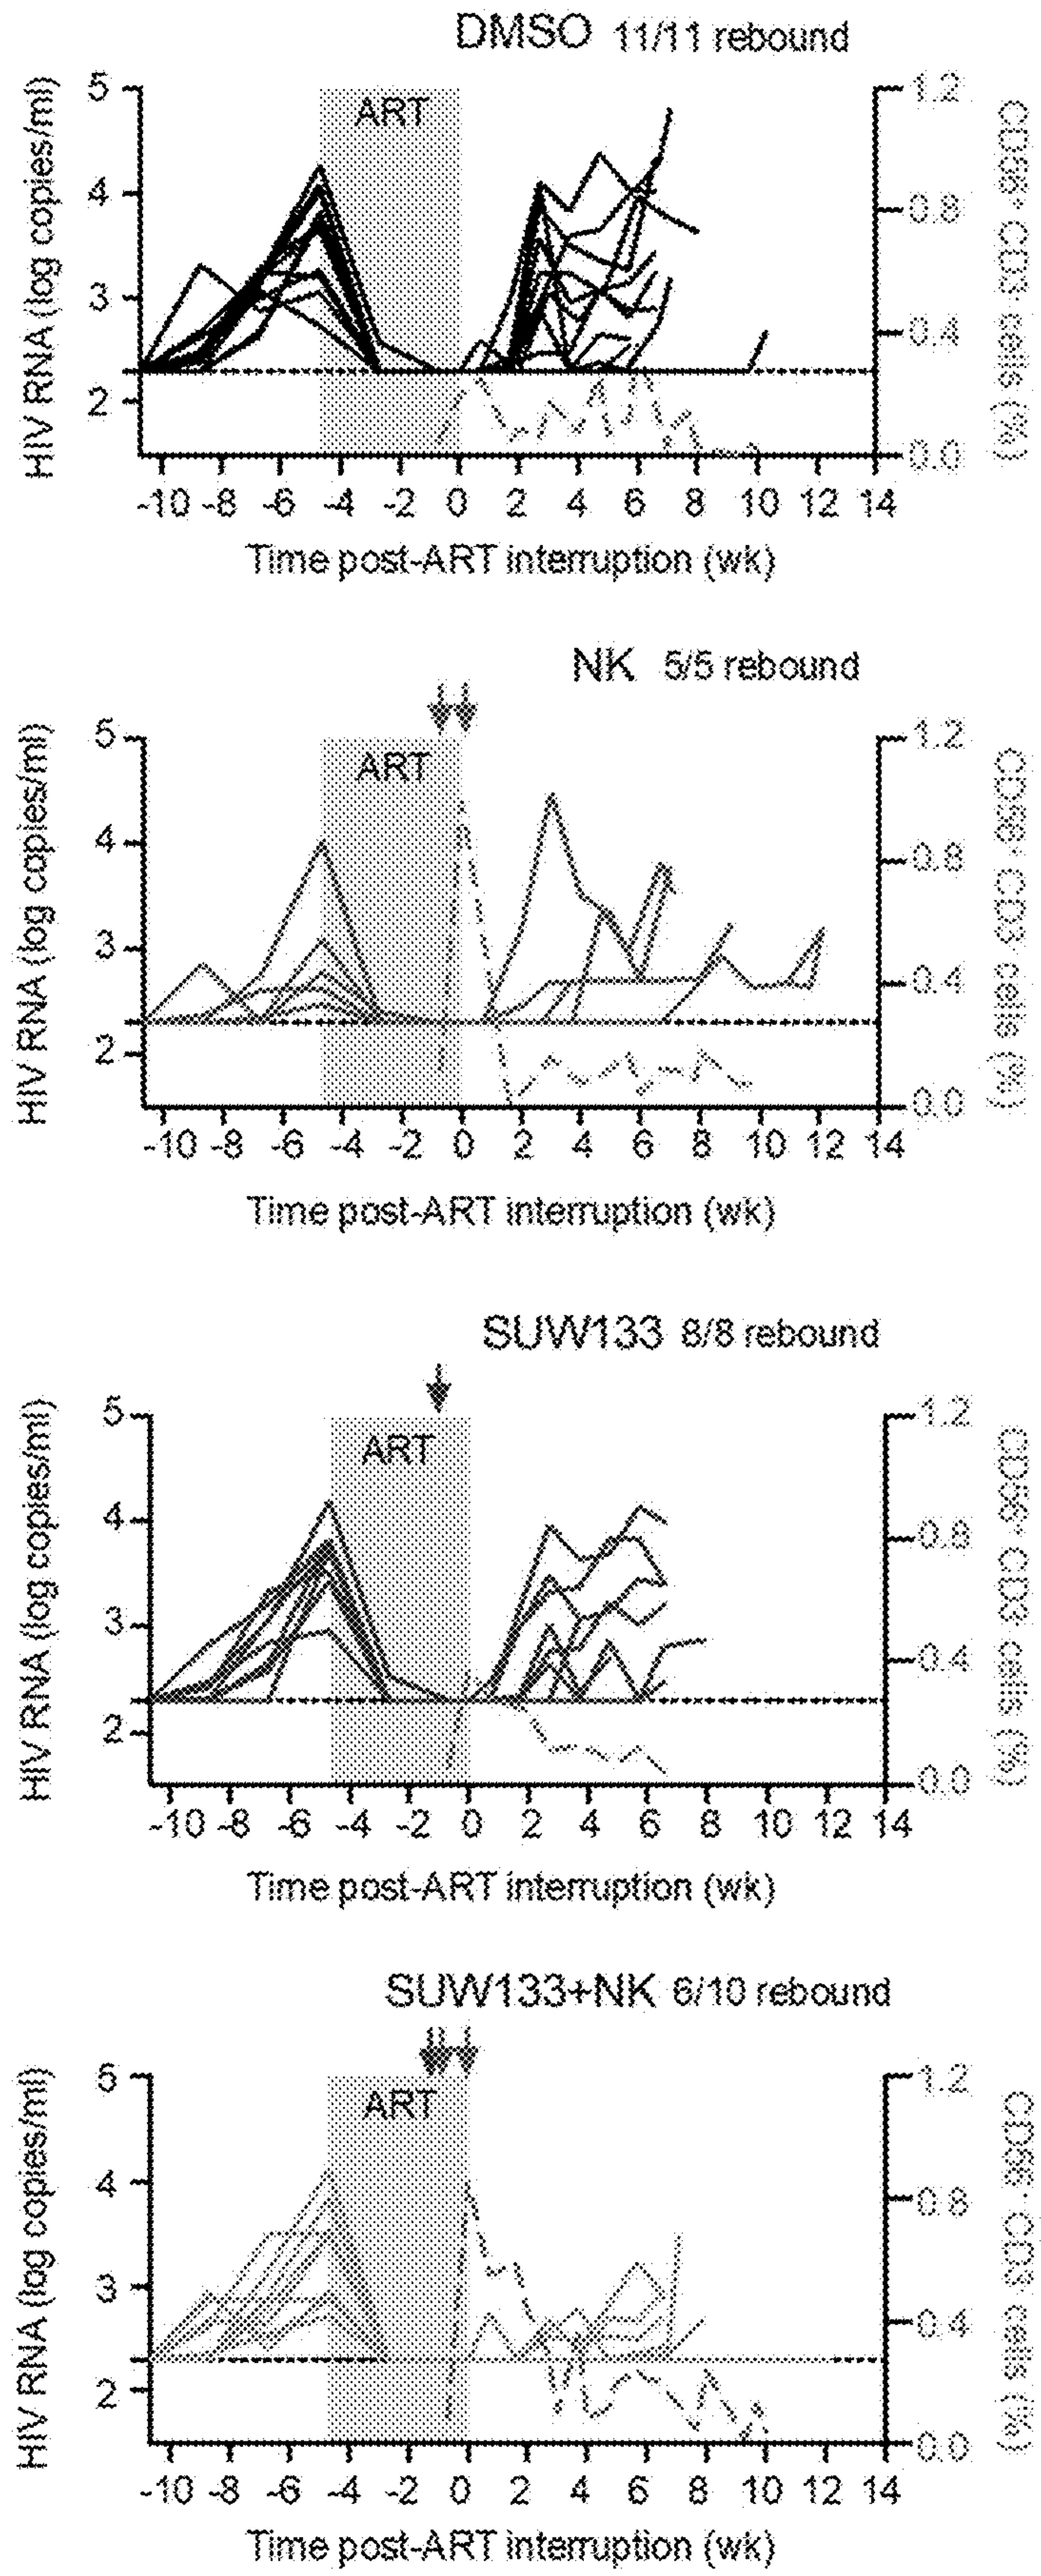 DMSO 11/11 rebound
ART
HIV RNA (log copies/ml)
5
4
3
2
1.2
0.8
0.4
0.0
CD56+ CD3- cells (%)
-10 -8 -6 -4 -2 0 2 4 6 8 10 12 14
Time post-ART interruption (wk)
NK 5/5 rebound
ART
HIV RNA (log copies/ml)
5
4
3
2
1.2
0.8
0.4
0.0
CD56+ CD3- cells (%)
-10 -8 -6 -4 -2 0 2 4 6 8 10 12 14
Time post-ART interruption (wk)
SUW133 8/8 rebound
ART
HIV RNA (log copies/ml)
5
4
3
2
1.2
0.8
0.4
0.0
CD56+ CD3- cells (%)
-10 -8 -6 -4 -2 0 2 4 6 8 10 12 14
Time post-ART interruption (wk)
SUW133+NK 6/10 rebound
ART
HIV RNA (log copies/ml)
5
4
3
2
1.2
0.8
0.4
0.0
CD56+ CD3- cells (%)
-10 -8 -6 -4 -2 0 2 4 6 8 10 12 14
Time post-ART interruption (wk)